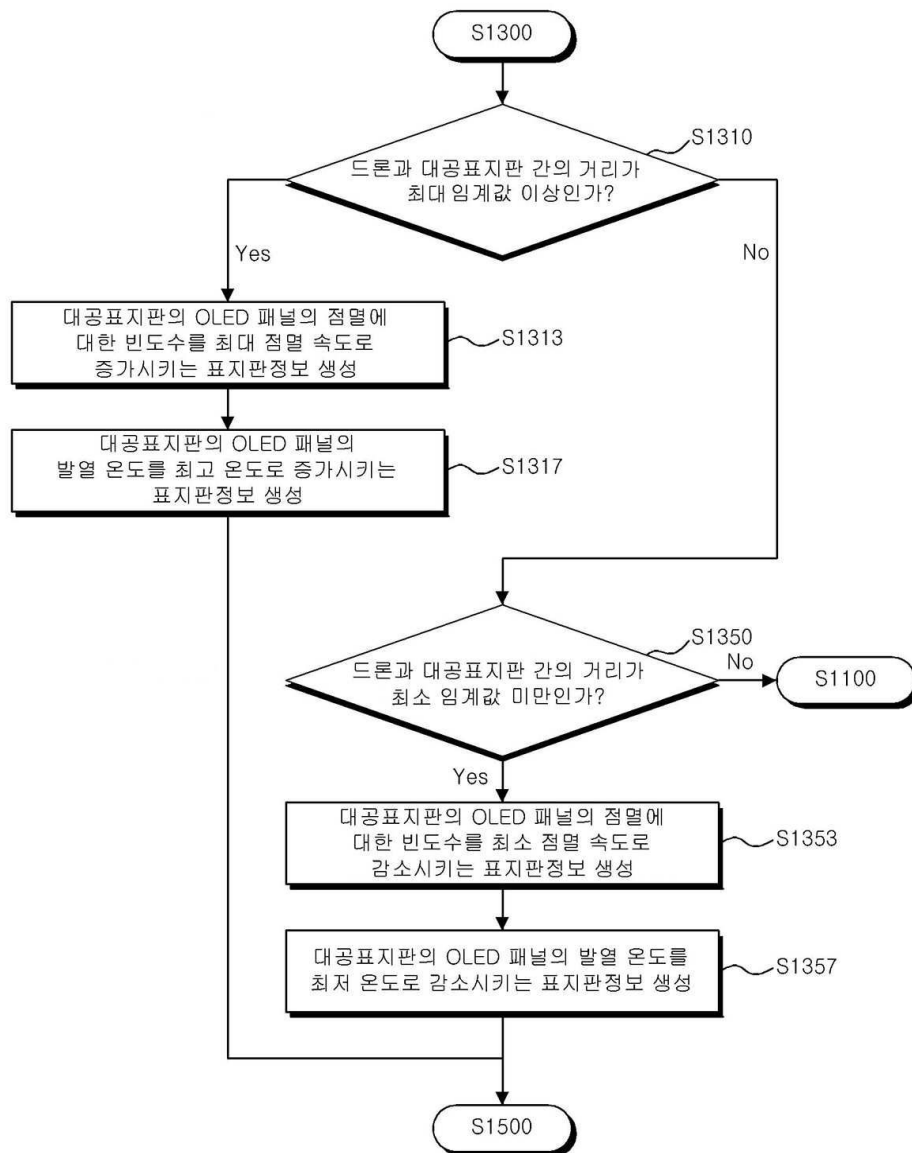 S1300
S1310
드론과 대공표지판 간의 거리가
최대 임계값 이상인가?
Yes
No
대공표지판의 OLED 패널의 점멸에
대한 빈도수를 최대 점멸 속도로
증가시키는 표지판정보 생성
S1313
대공표지판의 OLED 패널의
발열 온도를 최고 온도로 증가시키는
표지판정보 생성
S1317
S1350
드론과 대공표지판 간의 거리가
최소 임계값 미만인가?
No
S1100
Yes
대공표지판의 OLED 패널의 점멸에
대한 빈도수를 최소 점멸 속도로
감소시키는 표지판정보 생성
S1353
대공표지판의 OLED 패널의 발열 온도를
최저 온도로 감소시키는 표지판정보 생성
S1357
S1500